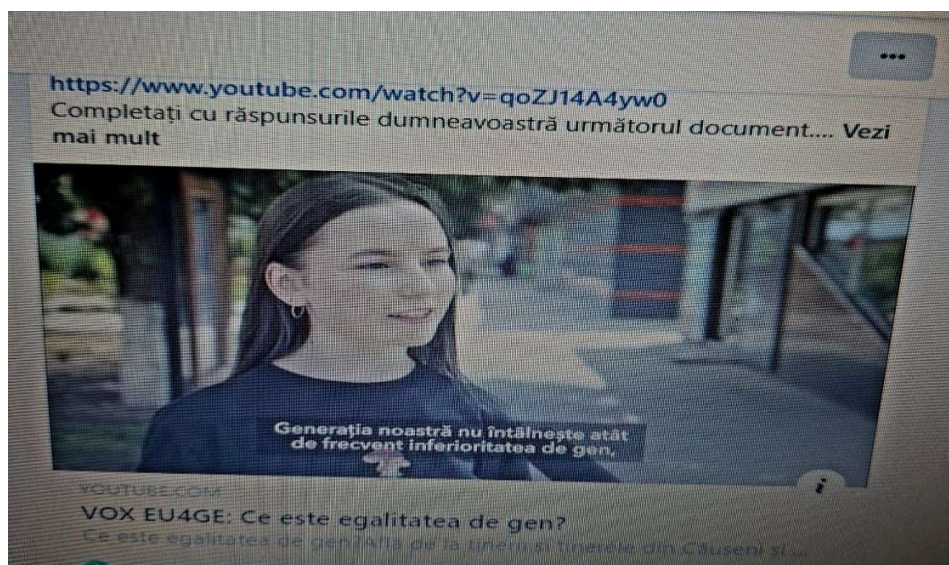 https://www.youtube.com/watch?v=qoZJ14A4yw0
Completați cu răspunsurile dumneavoastră următorul document.... Vezi
mai mult
Generația noastră nu întâlnește atât
de frecvent inferioritatea de gen,
i
YOUTUBE.COM
VOX EU4GE: Ce este egalitatea de gen?
Ce este egalitatea de gen?Află de la tinerii și tinerele din Căușeni și ...